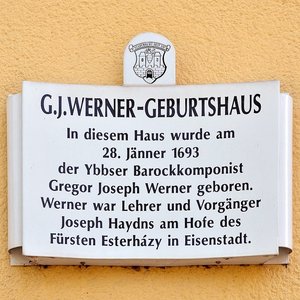 G.J.WERNER-GEBURTSHAUS
In diesem Haus wurde am
28. Jänner 1693
der Ybbser Barockkomponist
Gregor Joseph Werner geboren.
Werner war Lehrer und Vorgänger
Joseph Haydns am Hofe des
Fürsten Esterházy in Eisenstadt.